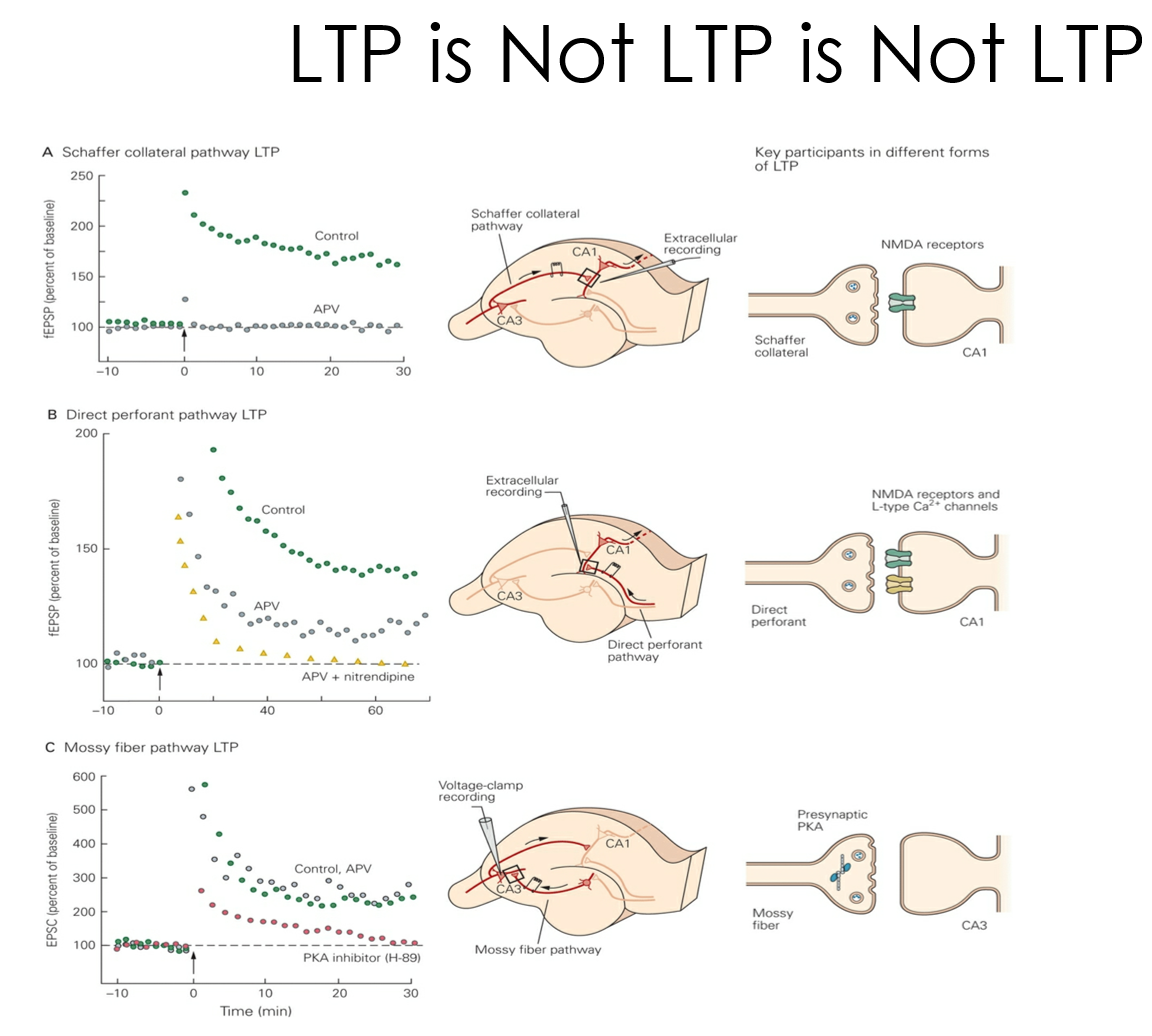 LTP is Not LTP is Not LTP
A Schaffer collateral pathway LTP
250
200
150
100
fEPSP (percent of baseline)
Control
APV
−10
0
10
20
30
Schaffer collateral
pathway
CA1
Extracellular
recording
CA3
Key participants in different forms
of LTP
NMDA receptors
Schaffer
collateral
CA1
B Direct perforant pathway LTP
200
150
100
fEPSP (percent of baseline)
Control
APV
APV + nitrendipine
−10
0
40
60
Extracellular
recording
CA1
CA3
Direct perforant
pathway
NMDA receptors and
L-type Ca²⁺ channels
Direct
perforant
CA1
C Mossy fiber pathway LTP
600
500
400
300
200
100
EPSC (percent of baseline)
Control, APV
PKA inhibitor (H-89)
−10
0
10
20
30
Time (min)
Voltage-clamp
recording
CA1
CA3
Mossy fiber pathway
Presynaptic
PKA
Mossy
fiber
CA3